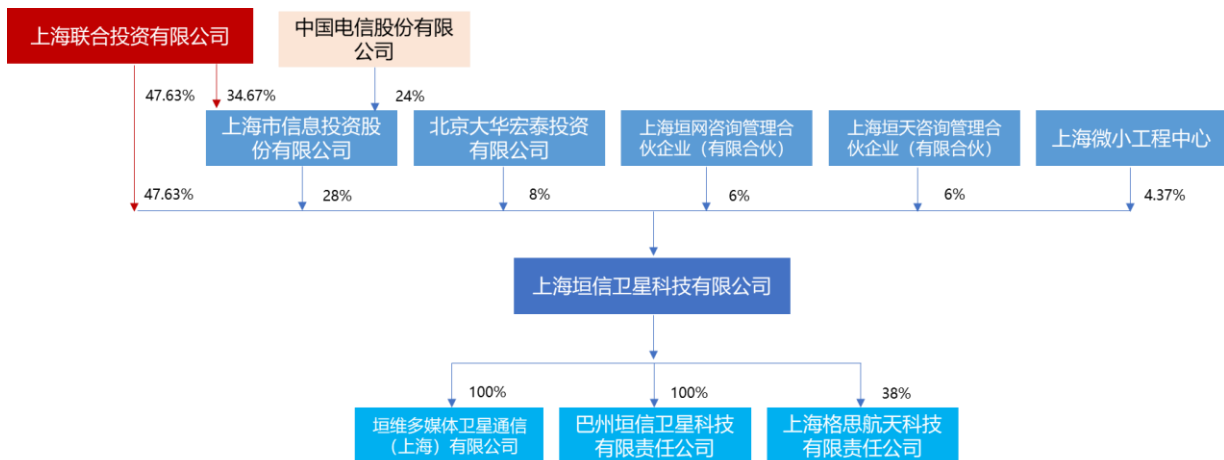 上海联合投资有限公司
中国电信股份有限
公司
47.63%
34.67%
24%
上海市信息投资股
份有限公司
北京大华宏泰投资
有限公司
上海垣网咨询管理合
伙企业（有限合伙）
上海垣天咨询管理合
伙企业（有限合伙）
上海微小工程中心
47.63%
28%
8%
6%
6%
4.37%
上海垣信卫星科技有限公司
100%
100%
38%
垣维多媒体卫星通信
（上海）有限公司
巴州垣信卫星科技
有限责任公司
上海格思航天科技
有限责任公司